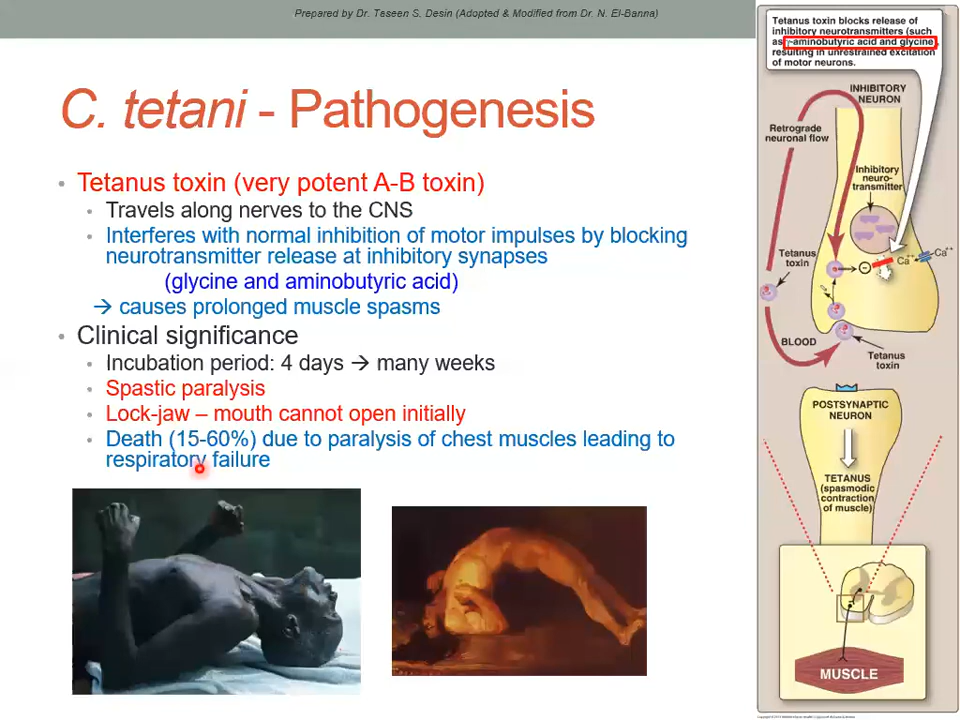 Prepared by Dr. Teseen S. Desin (Adopted & Modified from Dr. N. El-Banna)
C. tetani - Pathogenesis
• Tetanus toxin (very potent A-B toxin)
• Travels along nerves to the CNS
• Interferes with normal inhibition of motor impulses by blocking
neurotransmitter release at inhibitory synapses
(glycine and aminobutyric acid)
→ causes prolonged muscle spasms
• Clinical significance
• Incubation period: 4 days → many weeks
• Spastic paralysis
• Lock-jaw – mouth cannot open initially
• Death (15-60%) due to paralysis of chest muscles leading to
respiratory failure
Tetanus toxin blocks release of
inhibitory neurotransmitters (such
as γ-aminobutyric acid and glycine
resulting in unrestrained excitation
of motor neurons.
INHIBITORY
NEURON
Retrograde
neuronal flow
Inhibitory
neuro-
transmitter
Tetanus
toxin
Ca++
Ca++
BLOOD
Tetanus
toxin
POSTSYNAPTIC
NEURON
TETANUS
(spasmodic
contraction
of muscle)
MUSCLE